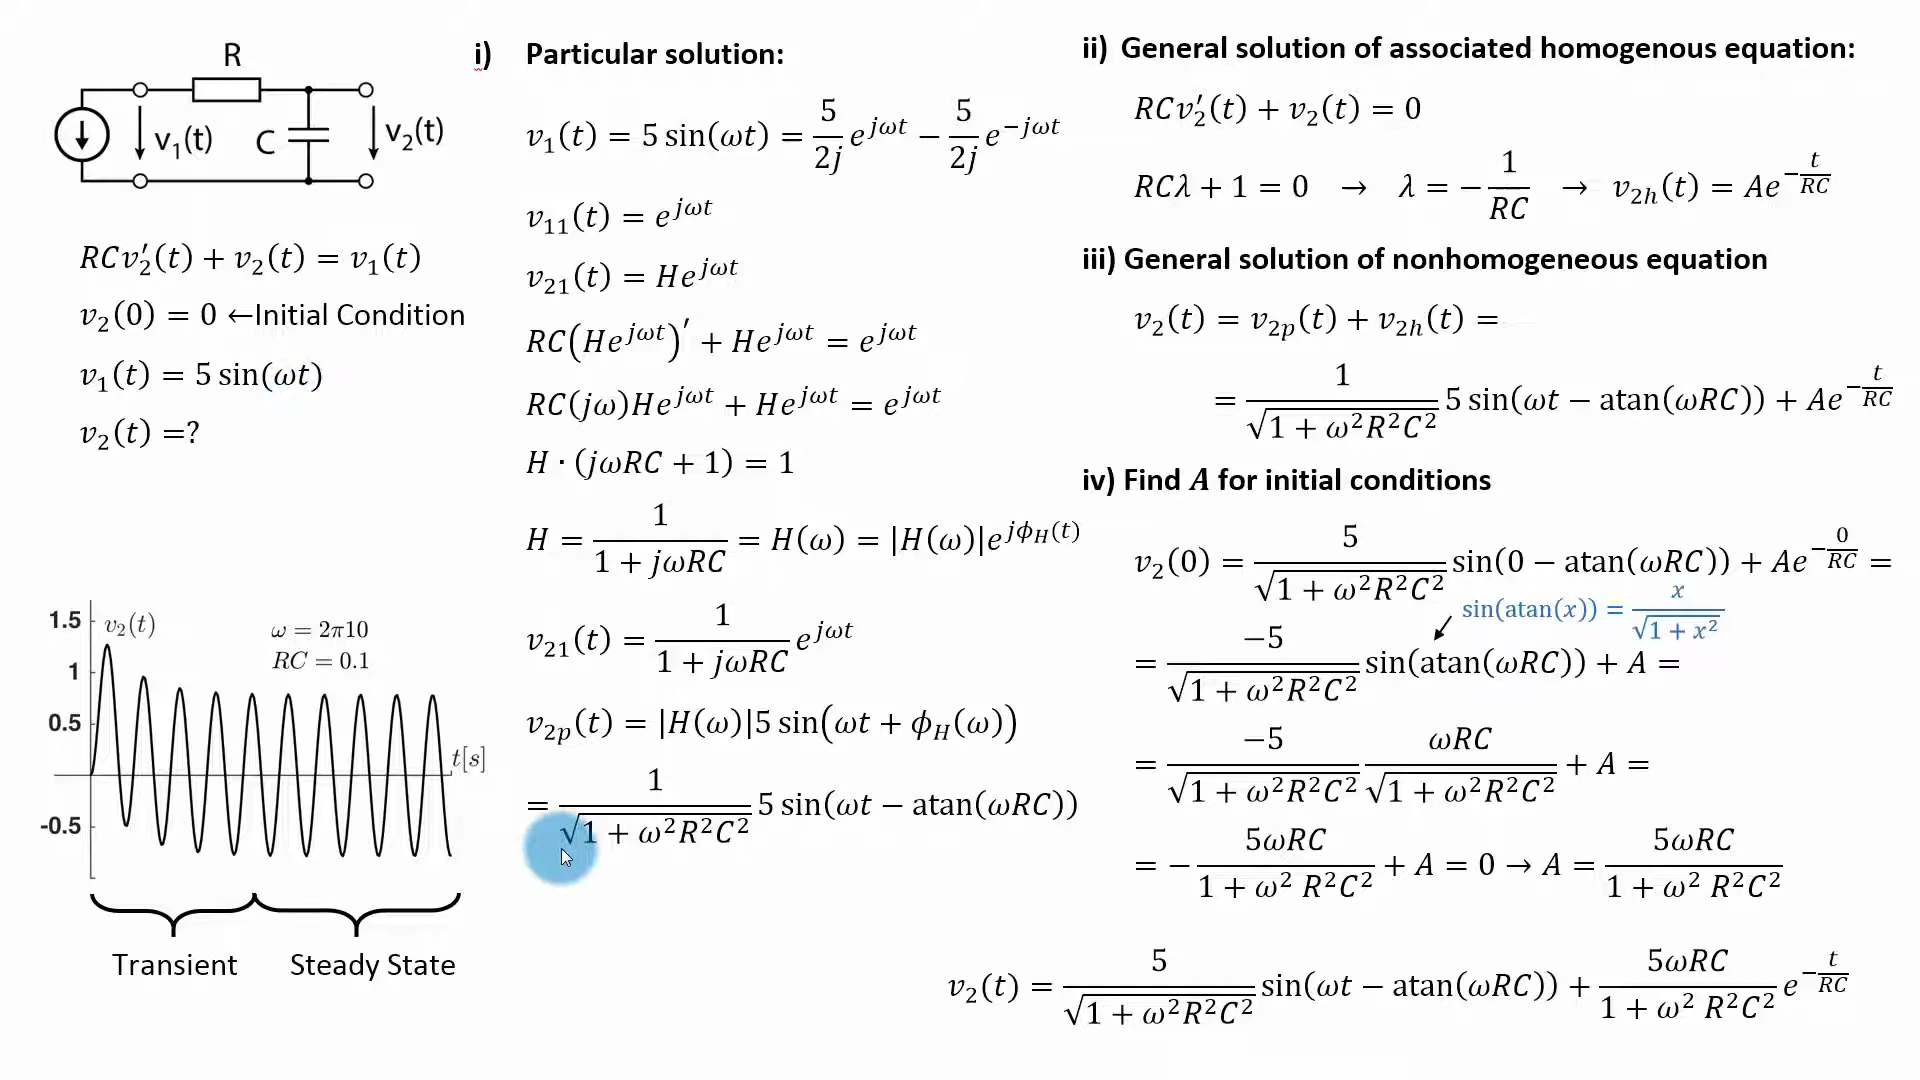 R
v₁(t)
C
v₂(t)
RCv₂′(t) + v₂(t) = v₁(t)
v₂(0) = 0 ←Initial Condition
v₁(t) = 5 sin(ωt)
v₂(t) =?
1.5
1
0.5
-0.5
v₂(t)
ω = 2π10
RC = 0.1
t[s]
Transient
Steady State
i) Particular solution:
v₁(t) = 5 sin(ωt) = 5/2j e^{jωt} − 5/2j e^{−jωt}
v₁₁(t) = e^{jωt}
v₂₁(t) = He^{jωt}
RC(He^{jωt})′ + He^{jωt} = e^{jωt}
RC(jω)He^{jωt} + He^{jωt} = e^{jωt}
H · (jωRC + 1) = 1
H = 1/(1 + jωRC) = H(ω) = |H(ω)|e^{jϕ_H(t)}
v₂₁(t) = 1/(1 + jωRC) e^{jωt}
v₂ₚ(t) = |H(ω)|5 sin(ωt + ϕ_H(ω))
= 1/√(1 + ω²R²C²) 5 sin(ωt − atan(ωRC))
ii) General solution of associated homogenous equation:
RCv₂′(t) + v₂(t) = 0
RCλ + 1 = 0 → λ = −1/RC → v₂ₕ(t) = Ae^{−t/RC}
iii) General solution of nonhomogeneous equation
v₂(t) = v₂ₚ(t) + v₂ₕ(t) =
= 1/√(1 + ω²R²C²) 5 sin(ωt − atan(ωRC)) + Ae^{−t/RC}
iv) Find A for initial conditions
v₂(0) = 5/√(1 + ω²R²C²) sin(0 − atan(ωRC)) + Ae^{−0/RC} =
sin(atan(x)) = x/√(1 + x²)
= −5/√(1 + ω²R²C²) sin(atan(ωRC)) + A =
= −5/√(1 + ω²R²C²) ωRC/√(1 + ω²R²C²) + A =
= − 5ωRC/(1 + ω² R²C²) + A = 0 → A = 5ωRC/(1 + ω² R²C²)
v₂(t) = 5/√(1 + ω²R²C²) sin(ωt − atan(ωRC)) + 5ωRC/(1 + ω² R²C²) e^{−t/RC}